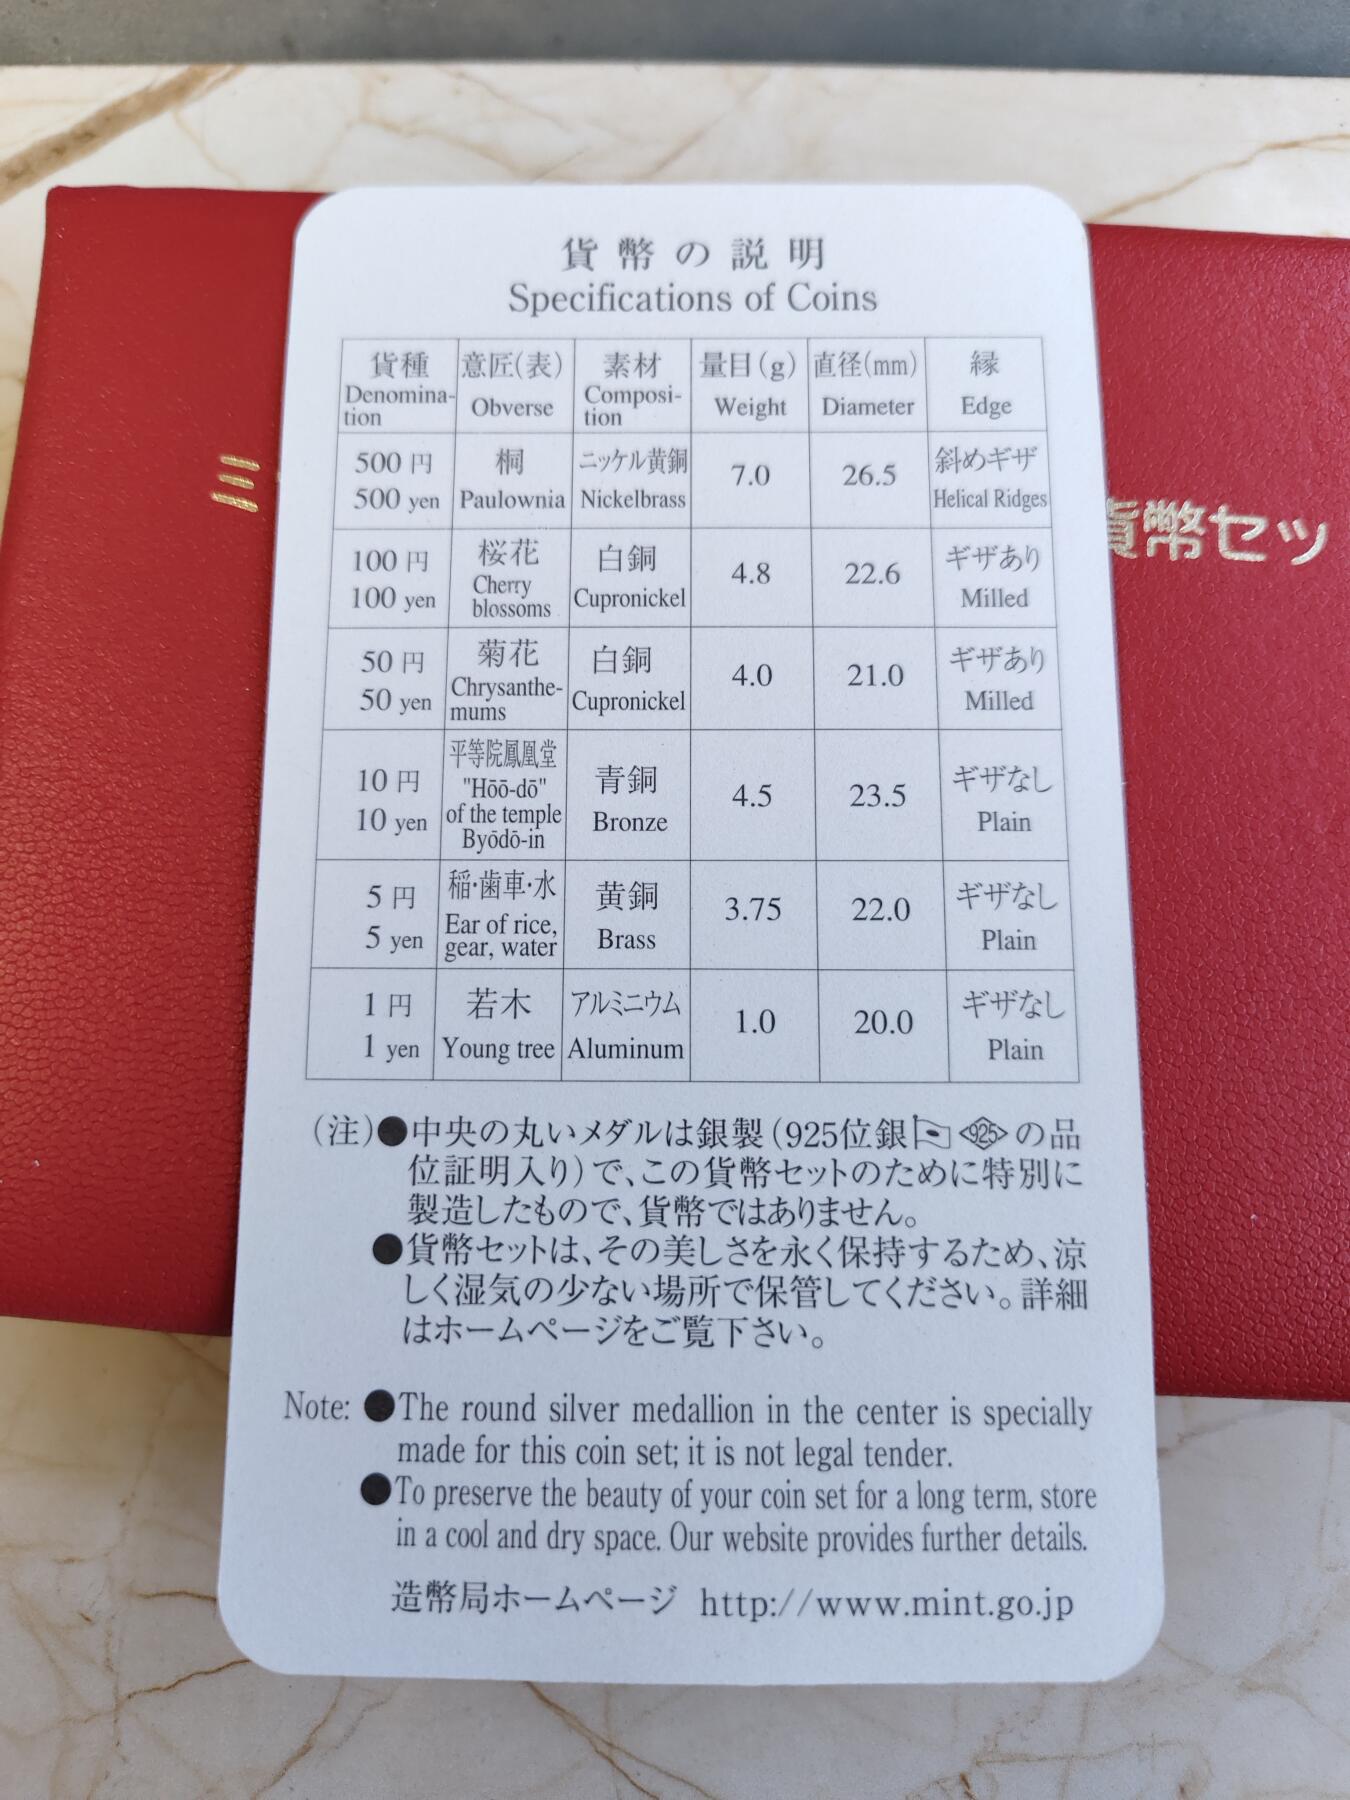 貨幣の説明
Specifications of Coins
貨種 意匠(表) 素材 量目(g) 直径(mm) 縁
Denomina-tion Obverse Composi-tion Weight Diameter Edge
500円 桐 ニッケル黄銅 7.0 26.5 斜めギザ
500 yen Paulownia Nickelbrass Helical Ridges
100円 桜花 白銅 4.8 22.6 ギザあり
100 yen Cherry blossoms Cupronickel Milled
50円 菊花 白銅 4.0 21.0 ギザあり
50 yen Chrysanthe-mums Cupronickel Milled
10円 平等院鳳凰堂 青銅 4.5 23.5 ギザなし
10 yen "Hōō-dō" of the temple Byōdō-in Bronze Plain
5円 稲・歯車・水 黄銅 3.75 22.0 ギザなし
5 yen Ear of rice, gear, water Brass Plain
1円 若木 アルミニウム 1.0 20.0 ギザなし
1 yen Young tree Aluminum Plain
(注)●中央の丸いメダルは銀製(925位銀 925 の品
位証明入り)で、この貨幣セットのために特別に
製造したもので、貨幣ではありません。
●貨幣セットは、その美しさを永く保持するため、涼
しく湿気の少ない場所で保管してください。詳細
はホームページをご覧下さい。
Note: ●The round silver medallion in the center is specially
made for this coin set; it is not legal tender.
●To preserve the beauty of your coin set for a long term, store
in a cool and dry space. Our website provides further details.
造幣局ホームページ http://www.mint.go.jp
ミ
貨幣セッ